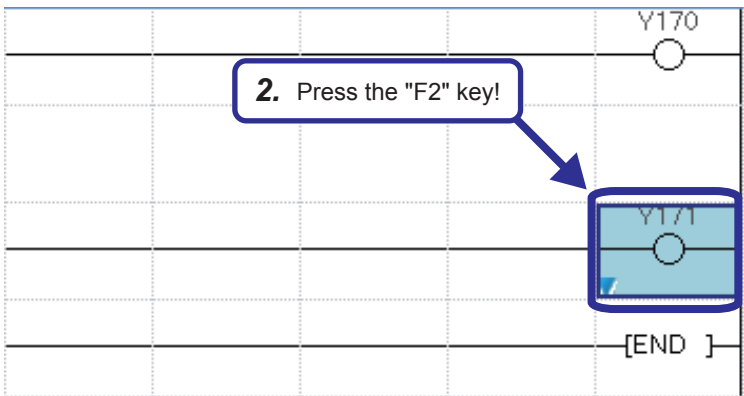 Y170
2. Press the "F2" key!
Y171
[END ]